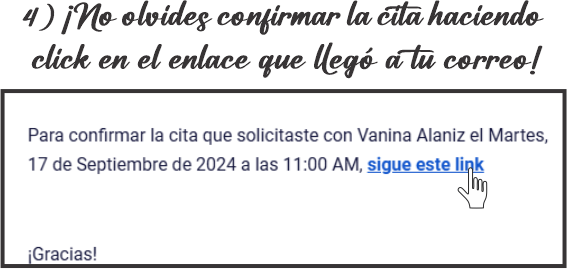 4) ¡No olvides confirmar la cita haciendo
click en el enlace que llegó a tu correo!
Para confirmar la cita que solicitaste con Vanina Alaniz el Martes,
17 de Septiembre de 2024 a las 11:00 AM, sigue este link
¡Gracias!